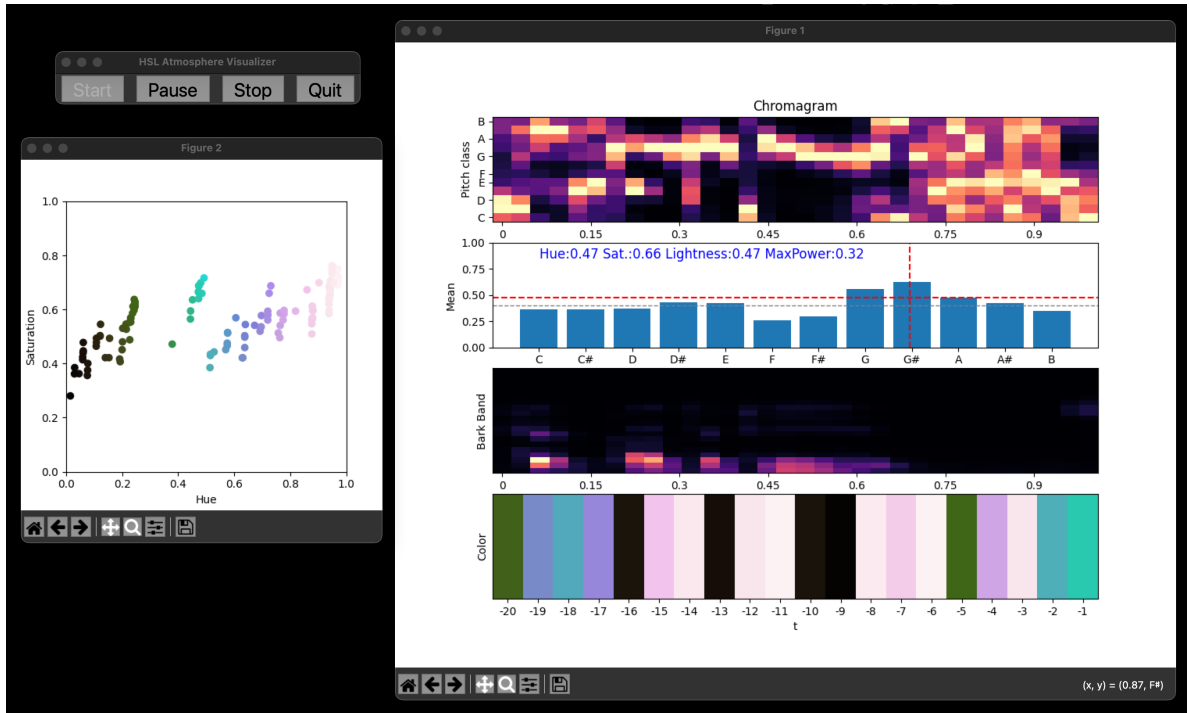 HSL Atmosphere Visualizer
Start Pause Stop Quit
Figure 2
1.0
0.8
0.6
0.4
0.2
0.0
Saturation
0.0 0.2 0.4 0.6 0.8 1.0
Hue
Figure 1
Chromagram
B
A
G
F
E
D
C
Pitch class
0 0.15 0.3 0.45 0.6 0.75 0.9
Hue:0.47 Sat.:0.66 Lightness:0.47 MaxPower:0.32
1.00
0.75
0.50
0.25
0.00
Mean
C C# D D# E F F# G G# A A# B
Bark Band
0 0.15 0.3 0.45 0.6 0.75 0.9
Color
-20 -19 -18 -17 -16 -15 -14 -13 -12 -11 -10 -9 -8 -7 -6 -5 -4 -3 -2 -1
t
(x, y) = (0.87, F♯)